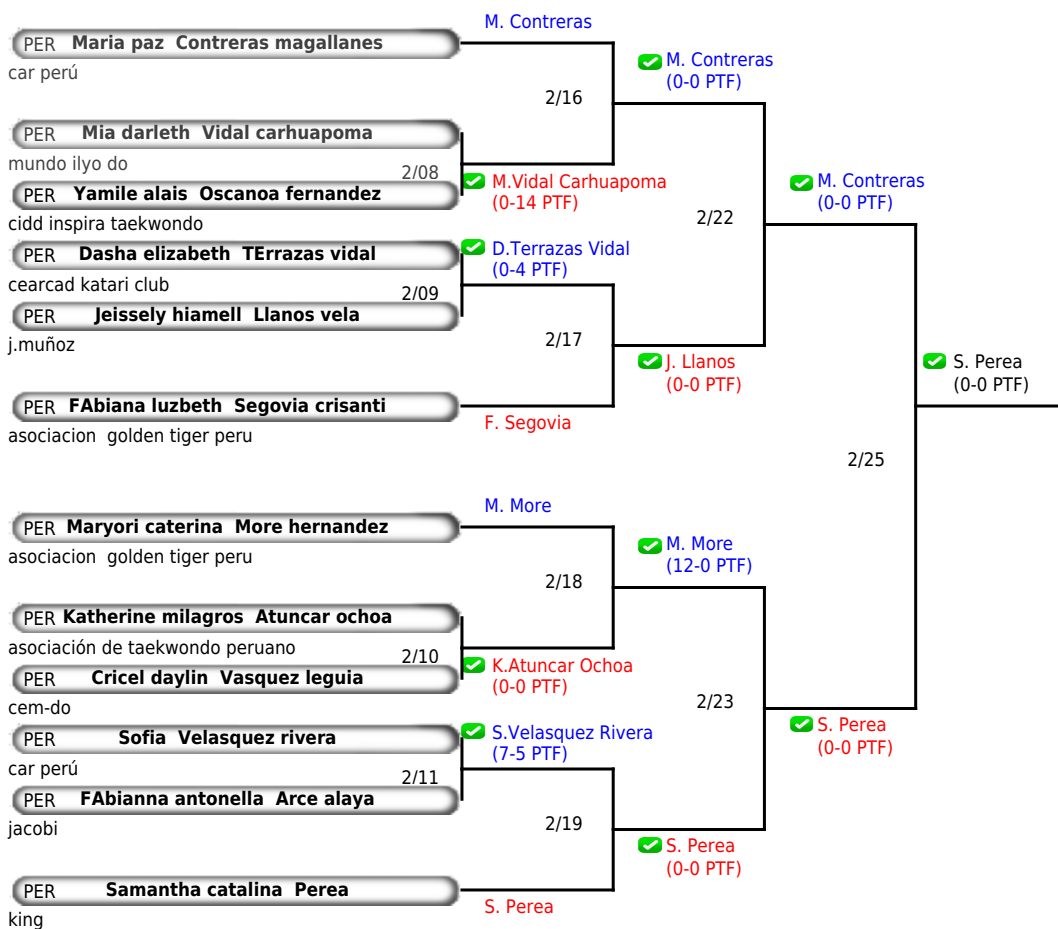 M. Contreras
PER Maria paz Contreras magallanes
car perú
M. Contreras
(0-0 PTF)
2/16
PER Mia darleth Vidal carhuapoma
mundo ilyo do
2/08
M.Vidal Carhuapoma
(0-14 PTF)
PER Yamile alais Oscanoa fernandez
cidd inspira taekwondo
M. Contreras
(0-0 PTF)
2/22
PER Dasha elizabeth TErrazas vidal
cearcad katari club
D.Terrazas Vidal
(0-4 PTF)
2/09
PER Jeissely hiamell Llanos vela
j.muñoz
2/17
J. Llanos
(0-0 PTF)
S. Perea
(0-0 PTF)
PER FAbiana luzbeth Segovia crisanti
asociacion golden tiger peru
F. Segovia
2/25
M. More
PER Maryori caterina More hernandez
asociacion golden tiger peru
M. More
(12-0 PTF)
2/18
PER Katherine milagros Atuncar ochoa
asociación de taekwondo peruano
2/10
K.Atuncar Ochoa
(0-0 PTF)
PER Cricel daylin Vasquez leguia
cem-do
2/23
S. Perea
(0-0 PTF)
PER Sofia Velasquez rivera
car perú
S.Velasquez Rivera
(7-5 PTF)
2/11
PER FAbianna antonella Arce alaya
jacobi
2/19
S. Perea
(0-0 PTF)
PER Samantha catalina Perea
king
S. Perea